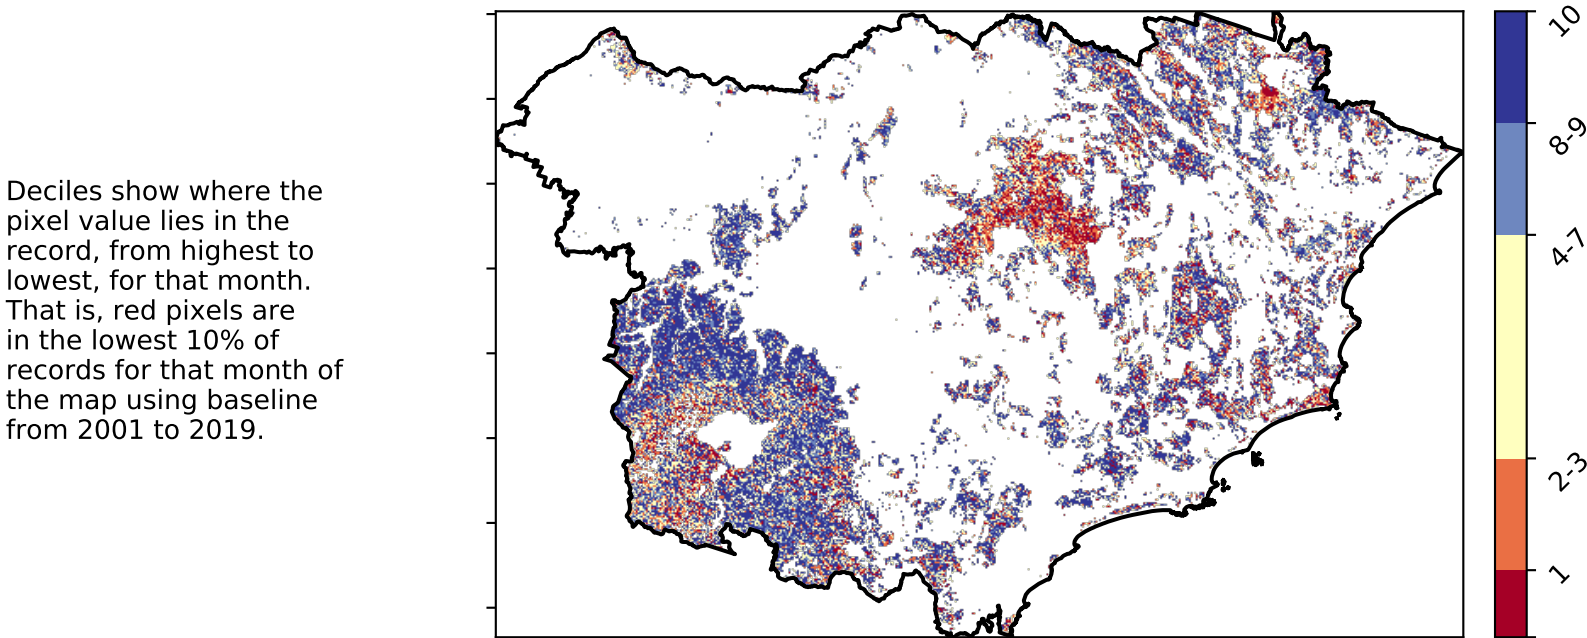 Deciles show where the
pixel value lies in the
record, from highest to
lowest, for that month.
That is, red pixels are
in the lowest 10% of
records for that month of
the map using baseline
from 2001 to 2019.
10
8-9
4-7
2-3
1